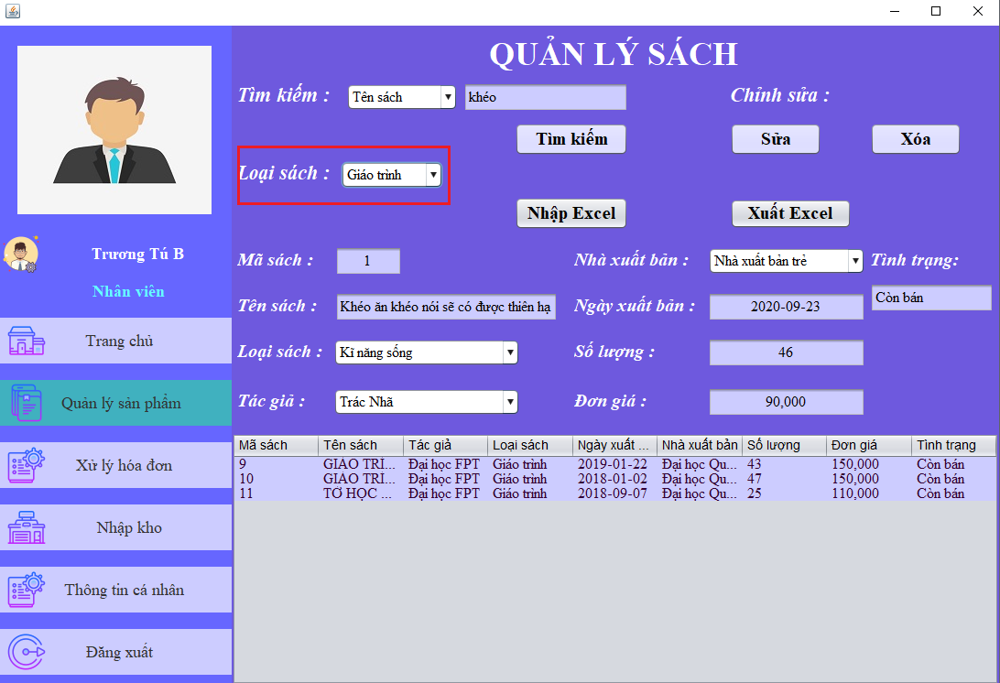 QUẢN LÝ SÁCH
Tìm kiếm : Tên sách khéo Chỉnh sửa :
Tìm kiếm Sửa Xóa
Loại sách : Giáo trình
Nhập Excel Xuất Excel
Trương Tú B
Nhân viên
Trang chủ
Quản lý sản phẩm
Xử lý hóa đơn
Nhập kho
Thông tin cá nhân
Đăng xuất
Mã sách : 1 Nhà xuất bản : Nhà xuất bản trẻ Tình trạng:
Tên sách : Khéo ăn khéo nói sẽ có được thiên hạ Ngày xuất bản : 2020-09-23 Còn bán
Loại sách : Kĩ năng sống Số lượng : 46
Tác giả : Trác Nhã Đơn giá : 90,000
Mã sách Tên sách Tác giả Loại sách Ngày xuất ... Nhà xuất bản Số lượng Đơn giá Tình trạng
9 GIÁO TRÌ... Đại học FPT Giáo trình 2019-01-22 Đại học Qu... 43 150,000 Còn bán
10 GIÁO TRÌ... Đại học FPT Giáo trình 2018-01-02 Đại học Qu... 47 150,000 Còn bán
11 TỜ HỌC ... Đại học FPT Giáo trình 2018-09-07 Đại học Qu... 25 110,000 Còn bán